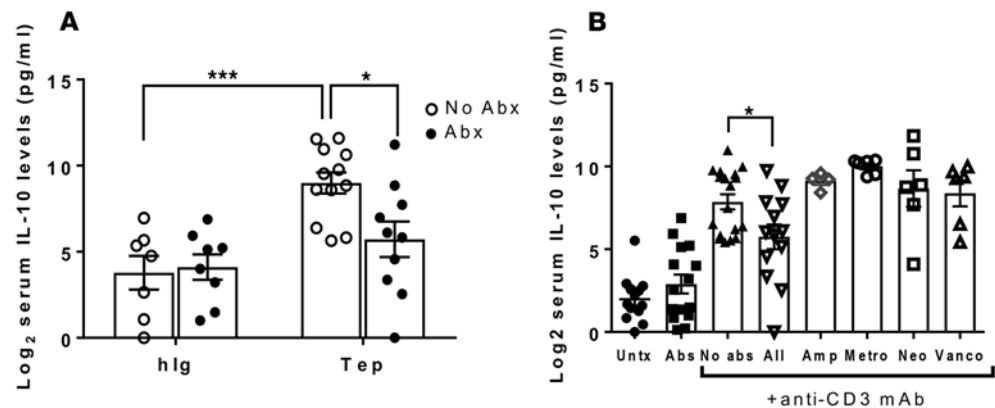 A
Log2 serum IL-10 levels (pg/ml)
15
10
5
0
***
*
No Abx
Abx
hIg
Tep
B
Log2 serum IL-10 levels (pg/ml)
15
10
5
0
*
Untx Abs No abs All Amp Metro Neo Vanco
+anti-CD3 mAb